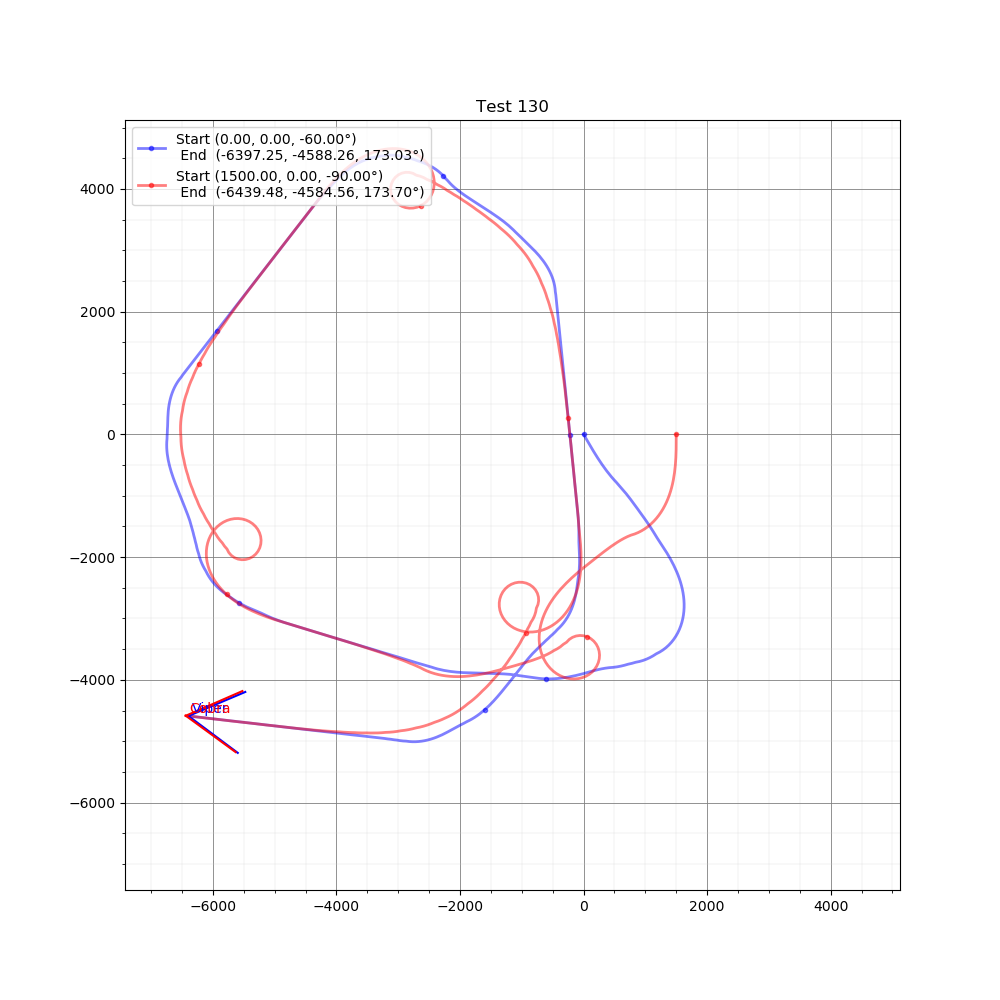 Test 130
Start (0.00, 0.00, -60.00°)
End (-6397.25, -4588.26, 173.03°)
Start (1500.00, 0.00, -90.00°)
End (-6439.48, -4584.56, 173.70°)
4000
2000
0
−2000
−4000
−6000
Viper
−6000 −4000 −2000 0 2000 4000